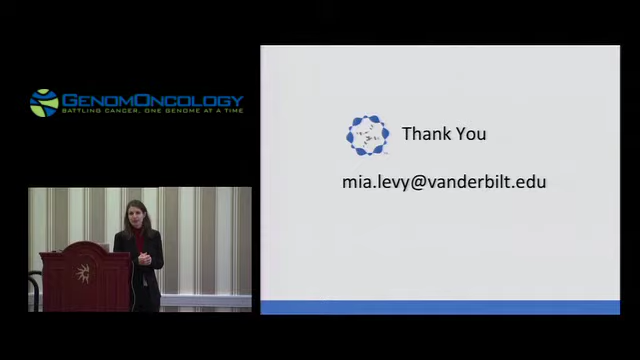 GENOMONCOLOGY
BATTLING CANCER, ONE GENOME AT A TIME
Thank You
mia.levy@vanderbilt.edu